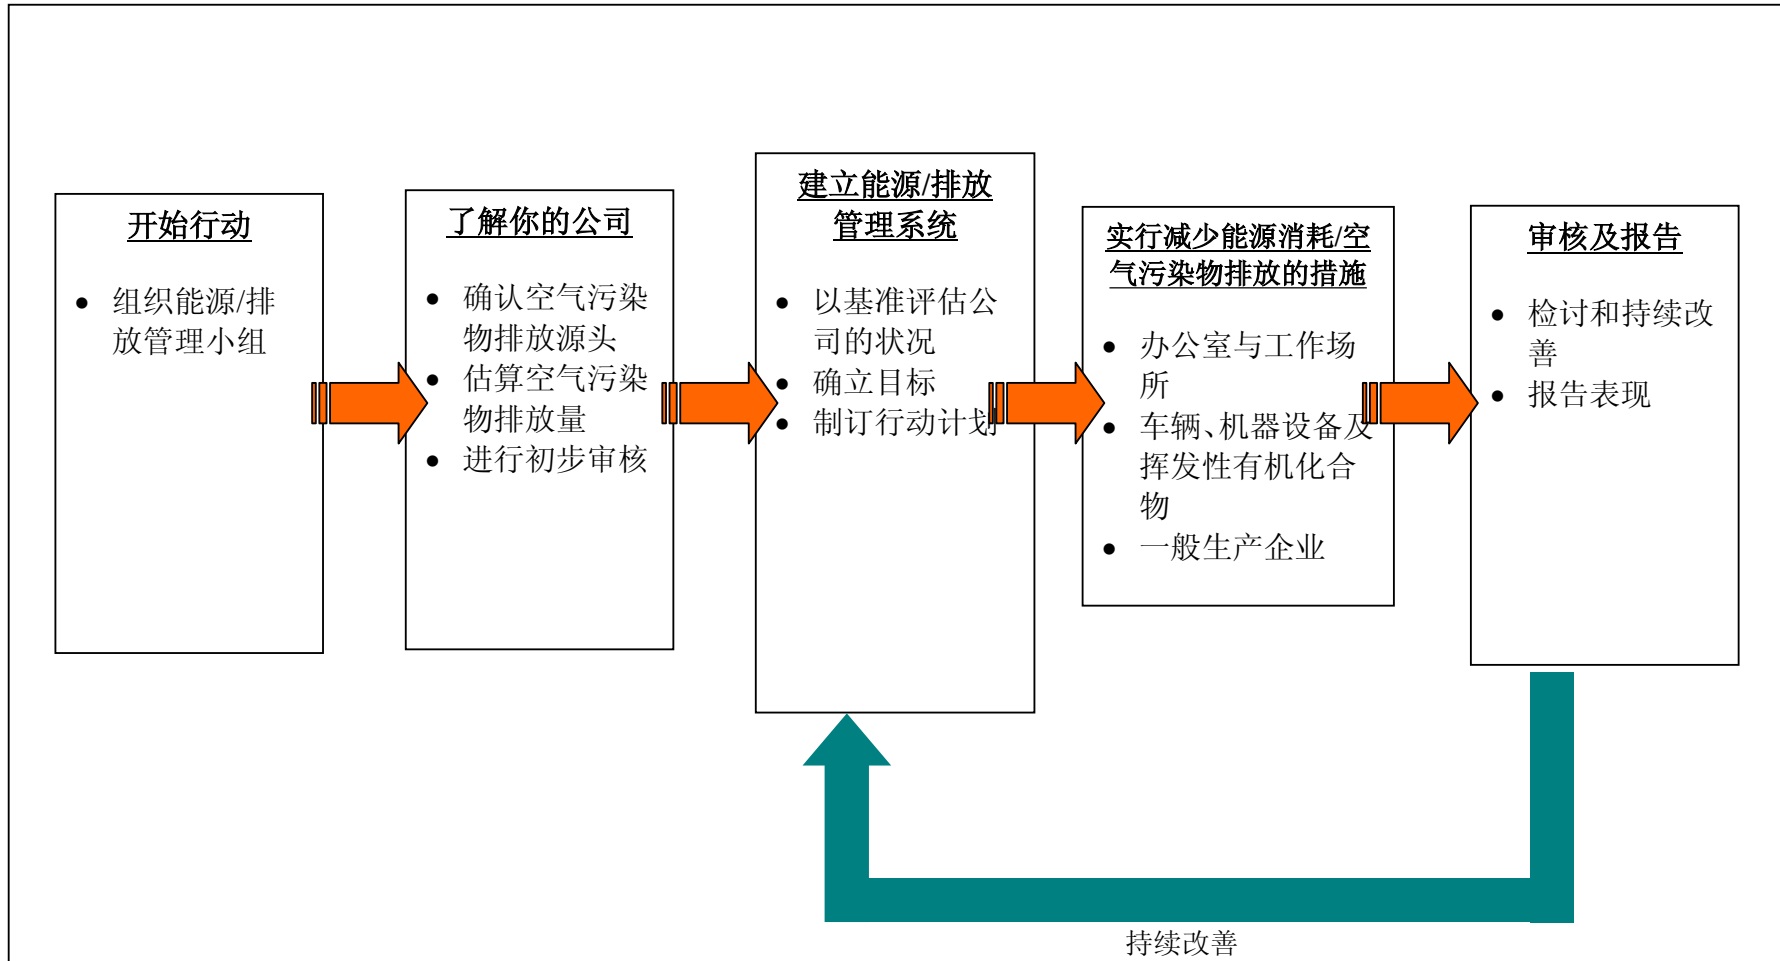 开始行动
• 组织能源/排
放管理小组
了解你的公司
• 确认空气污染
物排放源头
• 估算空气污染
物排放量
• 进行初步审核
建立能源/排放
管理系统
• 以基准评估公
司的状况
• 确立目标
• 制订行动计划
实行减少能源消耗/空
气污染物排放的措施
• 办公室与工作场
所
• 车辆、机器设备及
挥发性有机化合
物
• 一般生产企业
审核及报告
• 检讨和持续改
善
• 报告表现
持续改善